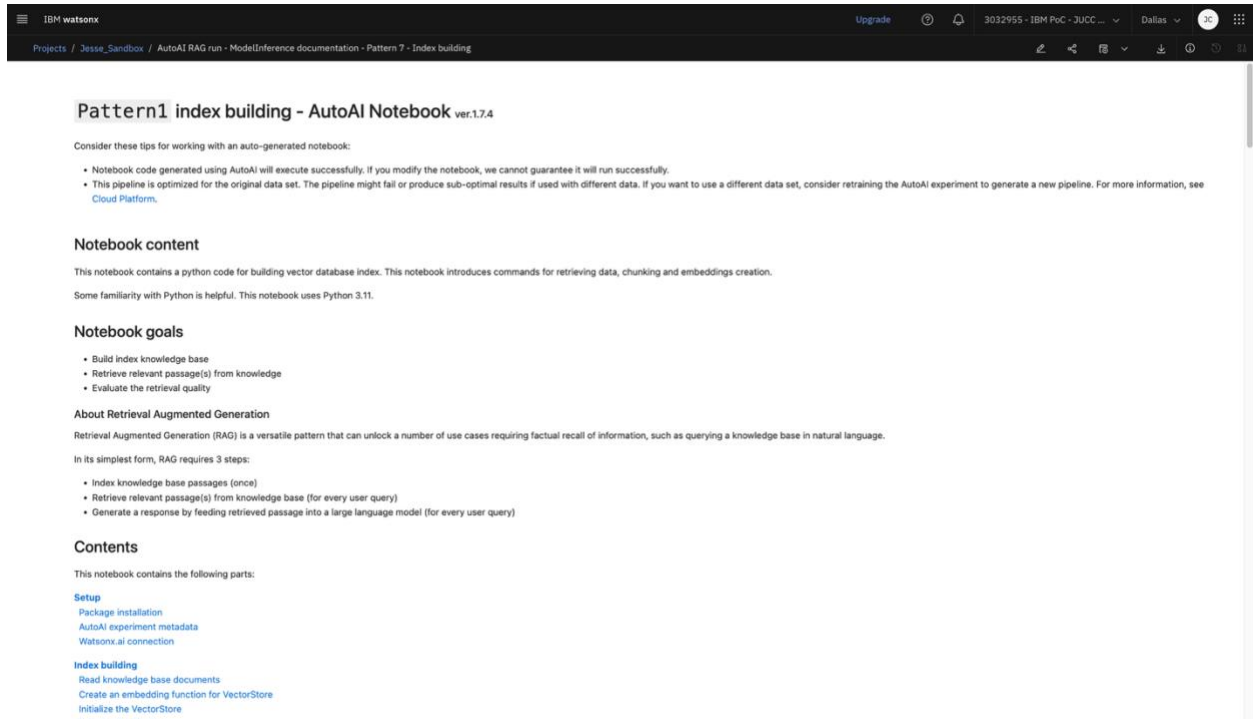 IBM watsonx
Upgrade
3032955 - IBM PoC - JUCC ...
Dallas
JC
Projects / Jesse_Sandbox / AutoAI RAG run - ModelInference documentation - Pattern 7 - Index building
Pattern1 index building - AutoAI Notebook ver.1.7.4
Consider these tips for working with an auto-generated notebook:
• Notebook code generated using AutoAI will execute successfully. If you modify the notebook, we cannot guarantee it will run successfully.
• This pipeline is optimized for the original data set. The pipeline might fail or produce sub-optimal results if used with different data. If you want to use a different data set, consider retraining the AutoAI experiment to generate a new pipeline. For more information, see
Cloud Platform.
Notebook content
This notebook contains a python code for building vector database index. This notebook introduces commands for retrieving data, chunking and embeddings creation.
Some familiarity with Python is helpful. This notebook uses Python 3.11.
Notebook goals
• Build index knowledge base
• Retrieve relevant passage(s) from knowledge
• Evaluate the retrieval quality
About Retrieval Augmented Generation
Retrieval Augmented Generation (RAG) is a versatile pattern that can unlock a number of use cases requiring factual recall of information, such as querying a knowledge base in natural language.
In its simplest form, RAG requires 3 steps:
• Index knowledge base passages (once)
• Retrieve relevant passage(s) from knowledge base (for every user query)
• Generate a response by feeding retrieved passage into a large language model (for every user query)
Contents
This notebook contains the following parts:
Setup
Package installation
AutoAI experiment metadata
Watsonx.ai connection
Index building
Read knowledge base documents
Create an embedding function for VectorStore
Initialize the VectorStore